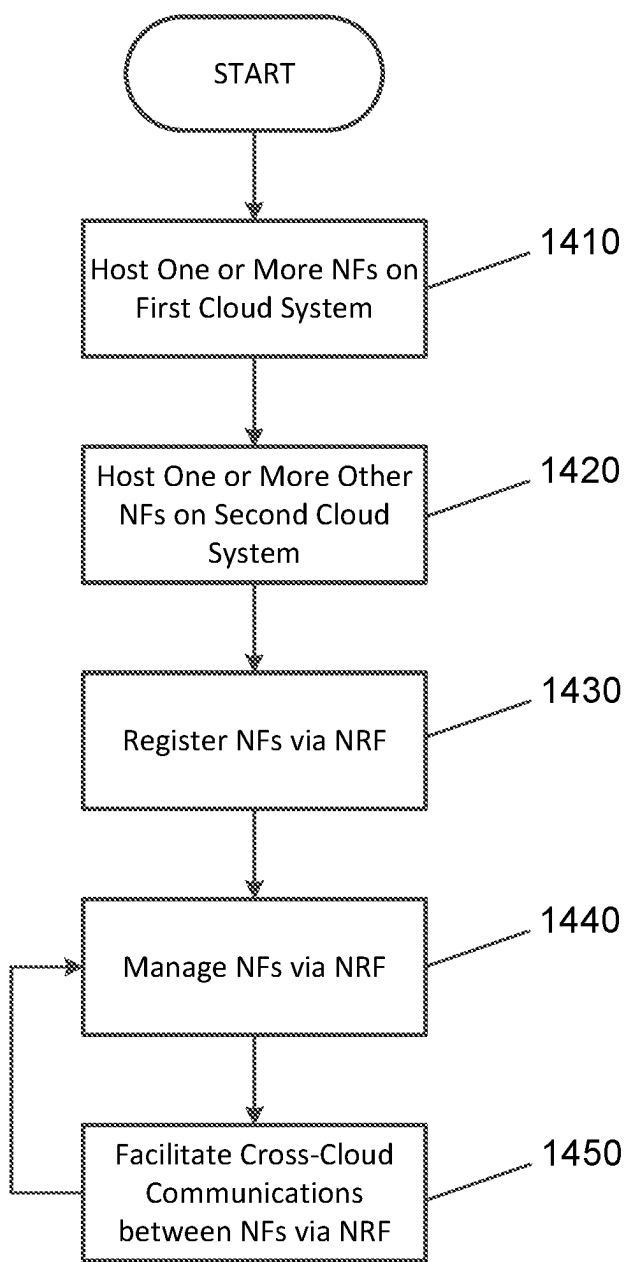 START
Host One or More NFs on
First Cloud System
1410
Host One or More Other
NFs on Second Cloud
System
1420
Register NFs via NRF
1430
Manage NFs via NRF
1440
Facilitate Cross-Cloud
Communications
between NFs via NRF
1450